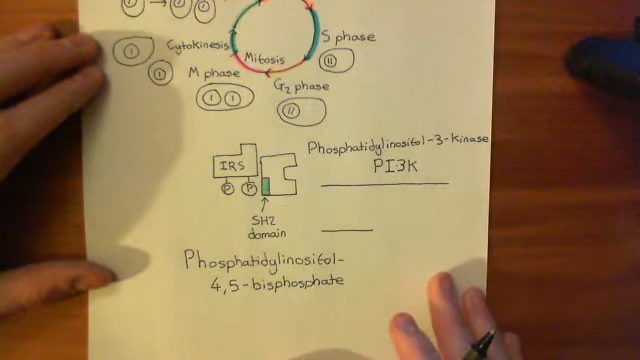 S phase
Cytokinesis
Mitosis
M phase
G2 phase
Phosphatidylinositol-3-kinase
PI3K
IRS
P P
SH2
domain
Phosphatidylinositol-
4,5-bisphosphate